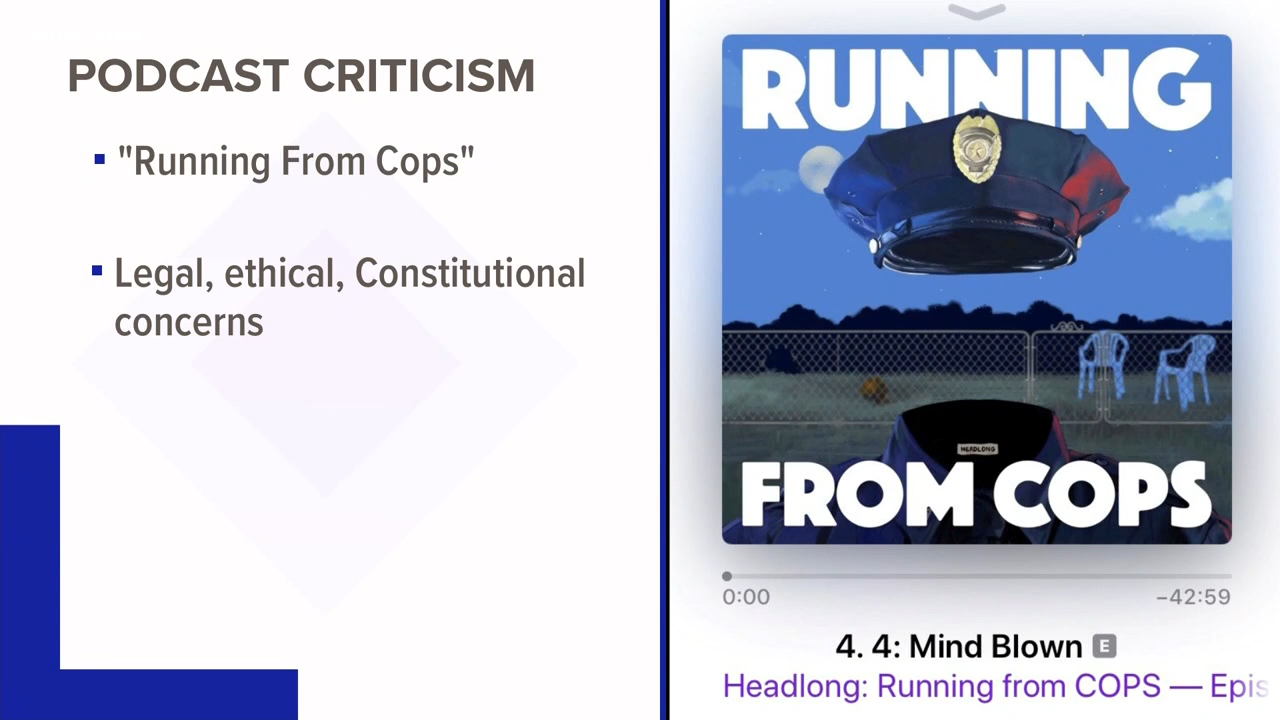 PODCAST CRITICISM
▪ "Running From Cops"
▪ Legal, ethical, Constitutional
concerns
RUNNING
HEADLONG
FROM COPS
0:00
−42:59
4. 4: Mind Blown E
Headlong: Running from COPS — Epis